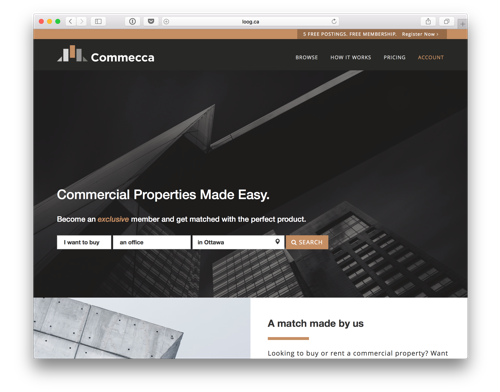 loog.ca
5 FREE POSTINGS. FREE MEMBERSHIP. Register Now ›
Commecca
BROWSE HOW IT WORKS PRICING ACCOUNT
Commercial Properties Made Easy.
Become an exclusive member and get matched with the perfect product.
I want to buy an office in Ottawa SEARCH
A match made by us
Looking to buy or rent a commercial property? Want